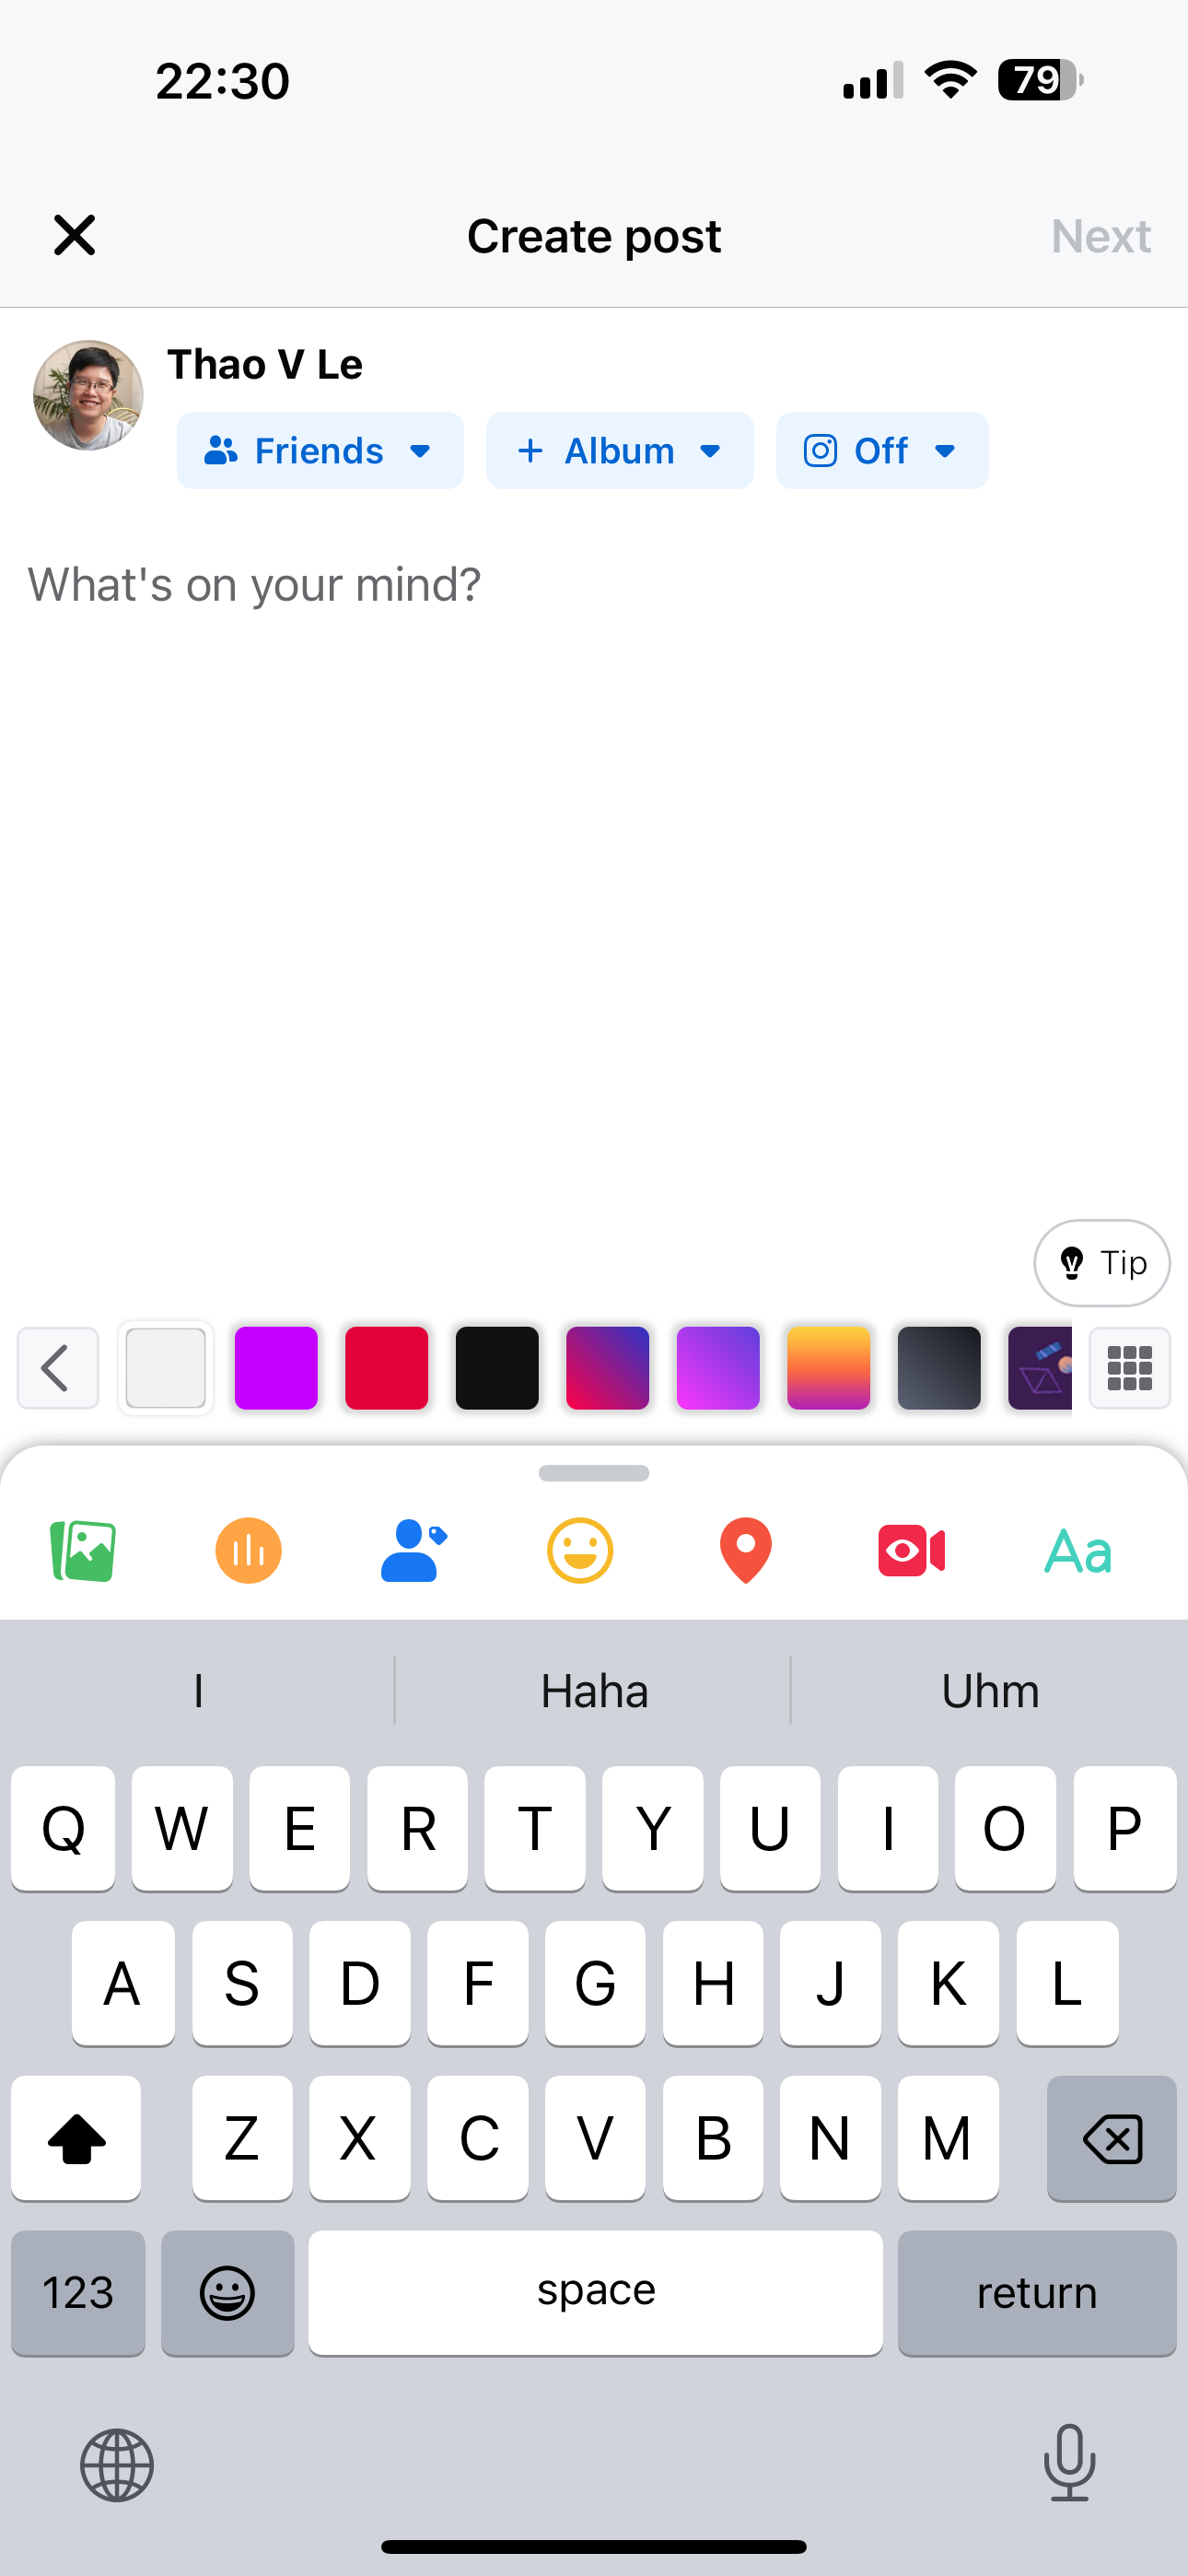 22:30 79
Create post Next
Thao V Le
Friends + Album Off
What's on your mind?
Tip
Aa
I Haha Uhm
Q W E R T Y U I O P
A S D F G H J K L
Z X C V B N M
123 space return